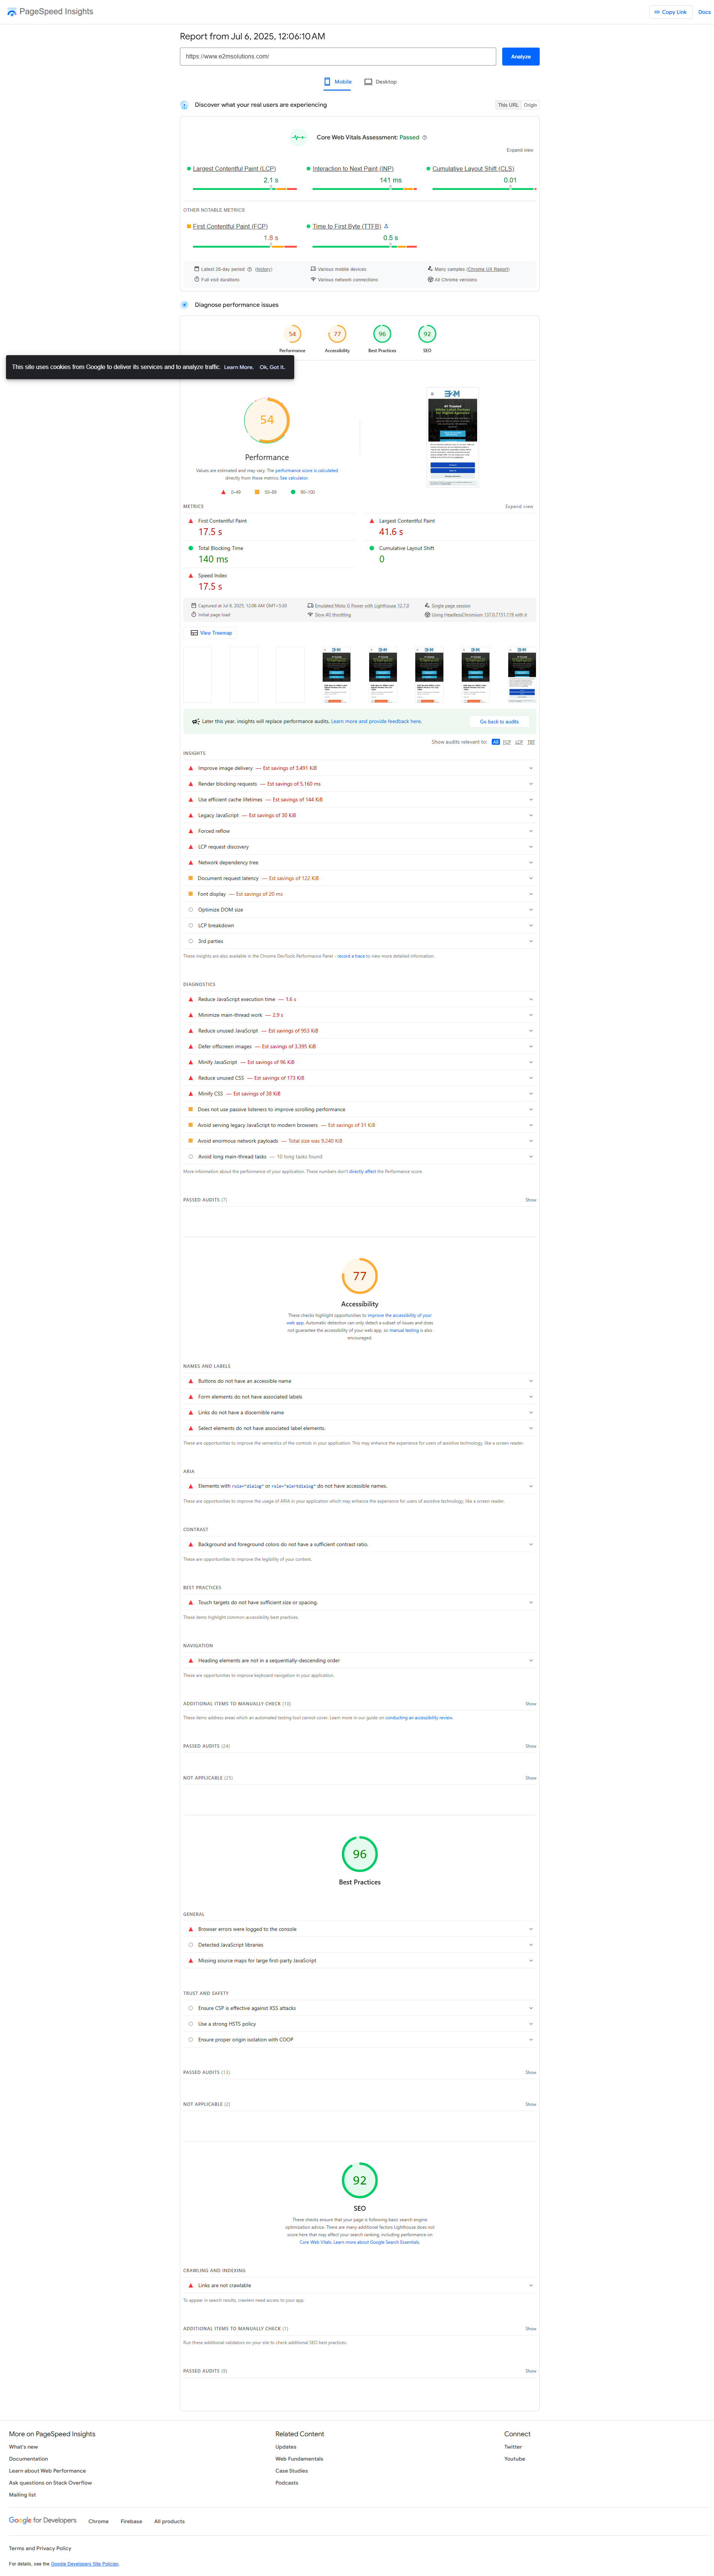 PageSpeed Insights
Copy Link
Docs
Report from Jul 6, 2025, 12:06:10 AM
https://www.e2msolutions.com/
Analyze
Mobile
Desktop
Discover what your real users are experiencing
This URL
Origin
Core Web Vitals Assessment: Passed
Expand view
Largest Contentful Paint (LCP)
2.1 s
Interaction to Next Paint (INP)
141 ms
Cumulative Layout Shift (CLS)
0.01
OTHER NOTABLE METRICS
First Contentful Paint (FCP)
1.8 s
Time to First Byte (TTFB)
0.5 s
Latest 28-day period (history)
Various mobile devices
Many samples (Chrome UX Report)
Full visit durations
Various network connections
All Chrome versions
Diagnose performance issues
54
Performance
77
Accessibility
96
Best Practices
92
SEO
This site uses cookies from Google to deliver its services and to analyze traffic. Learn More. Ok, Got it.
54
Performance
Values are estimated and may vary. The performance score is calculated
directly from these metrics. See calculator.
0–49
50–89
90–100
METRICS
Expand view
First Contentful Paint
17.5 s
Largest Contentful Paint
41.6 s
Total Blocking Time
140 ms
Cumulative Layout Shift
0
Speed Index
17.5 s
Captured at Jul 6, 2025, 12:06 AM GMT+5:30
Emulated Moto G Power with Lighthouse 12.7.0
Single page session
Initial page load
Slow 4G throttling
Using HeadlessChromium 137.0.7151.119 with lr
View Treemap
Later this year, insights will replace performance audits. Learn more and provide feedback here.
Go back to audits
Show audits relevant to: All FCP LCP TBT
INSIGHTS
Improve image delivery — Est savings of 3,491 KiB
Render blocking requests — Est savings of 5,160 ms
Use efficient cache lifetimes — Est savings of 144 KiB
Legacy JavaScript — Est savings of 30 KiB
Forced reflow
LCP request discovery
Network dependency tree
Document request latency — Est savings of 122 KiB
Font display — Est savings of 20 ms
Optimize DOM size
LCP breakdown
3rd parties
These insights are also available in the Chrome DevTools Performance Panel - record a trace to view more detailed information.
DIAGNOSTICS
Reduce JavaScript execution time — 1.6 s
Minimize main-thread work — 2.9 s
Reduce unused JavaScript — Est savings of 953 KiB
Defer offscreen images — Est savings of 3,395 KiB
Minify JavaScript — Est savings of 96 KiB
Reduce unused CSS — Est savings of 173 KiB
Minify CSS — Est savings of 38 KiB
Does not use passive listeners to improve scrolling performance
Avoid serving legacy JavaScript to modern browsers — Est savings of 31 KiB
Avoid enormous network payloads — Total size was 9,240 KiB
Avoid long main-thread tasks — 10 long tasks found
More information about the performance of your application. These numbers don't directly affect the Performance score.
PASSED AUDITS (7)
Show
77
Accessibility
These checks highlight opportunities to improve the accessibility of your
web app. Automatic detection can only detect a subset of issues and does
not guarantee the accessibility of your web app, so manual testing is also
encouraged.
NAMES AND LABELS
Buttons do not have an accessible name
Form elements do not have associated labels
Links do not have a discernible name
Select elements do not have associated label elements.
These are opportunities to improve the semantics of the controls in your application. This may enhance the experience for users of assistive technology, like a screen reader.
ARIA
Elements with role="dialog" or role="alertdialog" do not have accessible names.
These are opportunities to improve the usage of ARIA in your application which may enhance the experience for users of assistive technology, like a screen reader.
CONTRAST
Background and foreground colors do not have a sufficient contrast ratio.
These are opportunities to improve the legibility of your content.
BEST PRACTICES
Touch targets do not have sufficient size or spacing.
These items highlight common accessibility best practices.
NAVIGATION
Heading elements are not in a sequentially-descending order
These are opportunities to improve keyboard navigation in your application.
ADDITIONAL ITEMS TO MANUALLY CHECK (10)
Show
These items address areas which an automated testing tool cannot cover. Learn more in our guide on conducting an accessibility review.
PASSED AUDITS (24)
Show
NOT APPLICABLE (25)
Show
96
Best Practices
GENERAL
Browser errors were logged to the console
Detected JavaScript libraries
Missing source maps for large first-party JavaScript
TRUST AND SAFETY
Ensure CSP is effective against XSS attacks
Use a strong HSTS policy
Ensure proper origin isolation with COOP
PASSED AUDITS (13)
Show
NOT APPLICABLE (2)
Show
92
SEO
These checks ensure that your page is following basic search engine
optimization advice. There are many additional factors Lighthouse does not
score here that may affect your search ranking, including performance on
Core Web Vitals. Learn more about Google Search Essentials.
CRAWLING AND INDEXING
Links are not crawlable
To appear in search results, crawlers need access to your app.
ADDITIONAL ITEMS TO MANUALLY CHECK (1)
Show
Run these additional validators on your site to check additional SEO best practices.
PASSED AUDITS (9)
Show
More on PageSpeed Insights
What's new
Documentation
Learn about Web Performance
Ask questions on Stack Overflow
Mailing list
Related Content
Updates
Web Fundamentals
Case Studies
Podcasts
Connect
Twitter
Youtube
Google for Developers
Chrome
Firebase
All products
Terms and Privacy Policy
For details, see the Google Developers Site Policies.